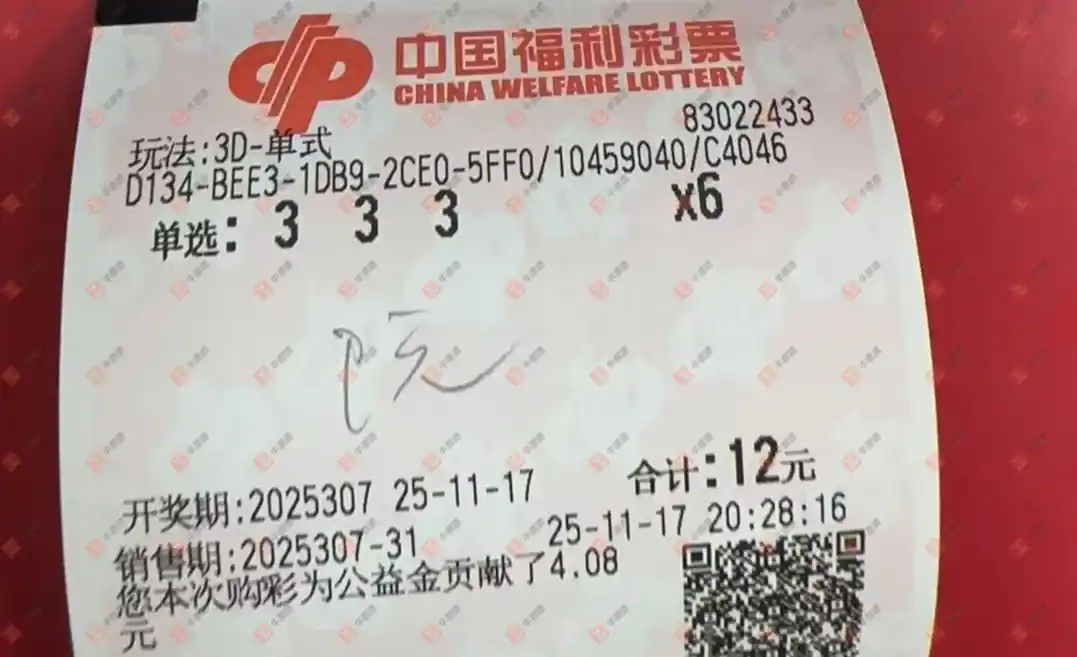 中国福利彩票
CHINA WELFARE LOTTERY
83022433
玩法:3D-单式
D134-BEE3-1DB9-2CE0-5FF0/10459040/C4046
单选: 3 3 3 x6
合计:12元
开奖期:2025307 25-11-17
25-11-17 20:28:16
销售期:2025307-31
您本次购彩为公益金贡献了4.08
元